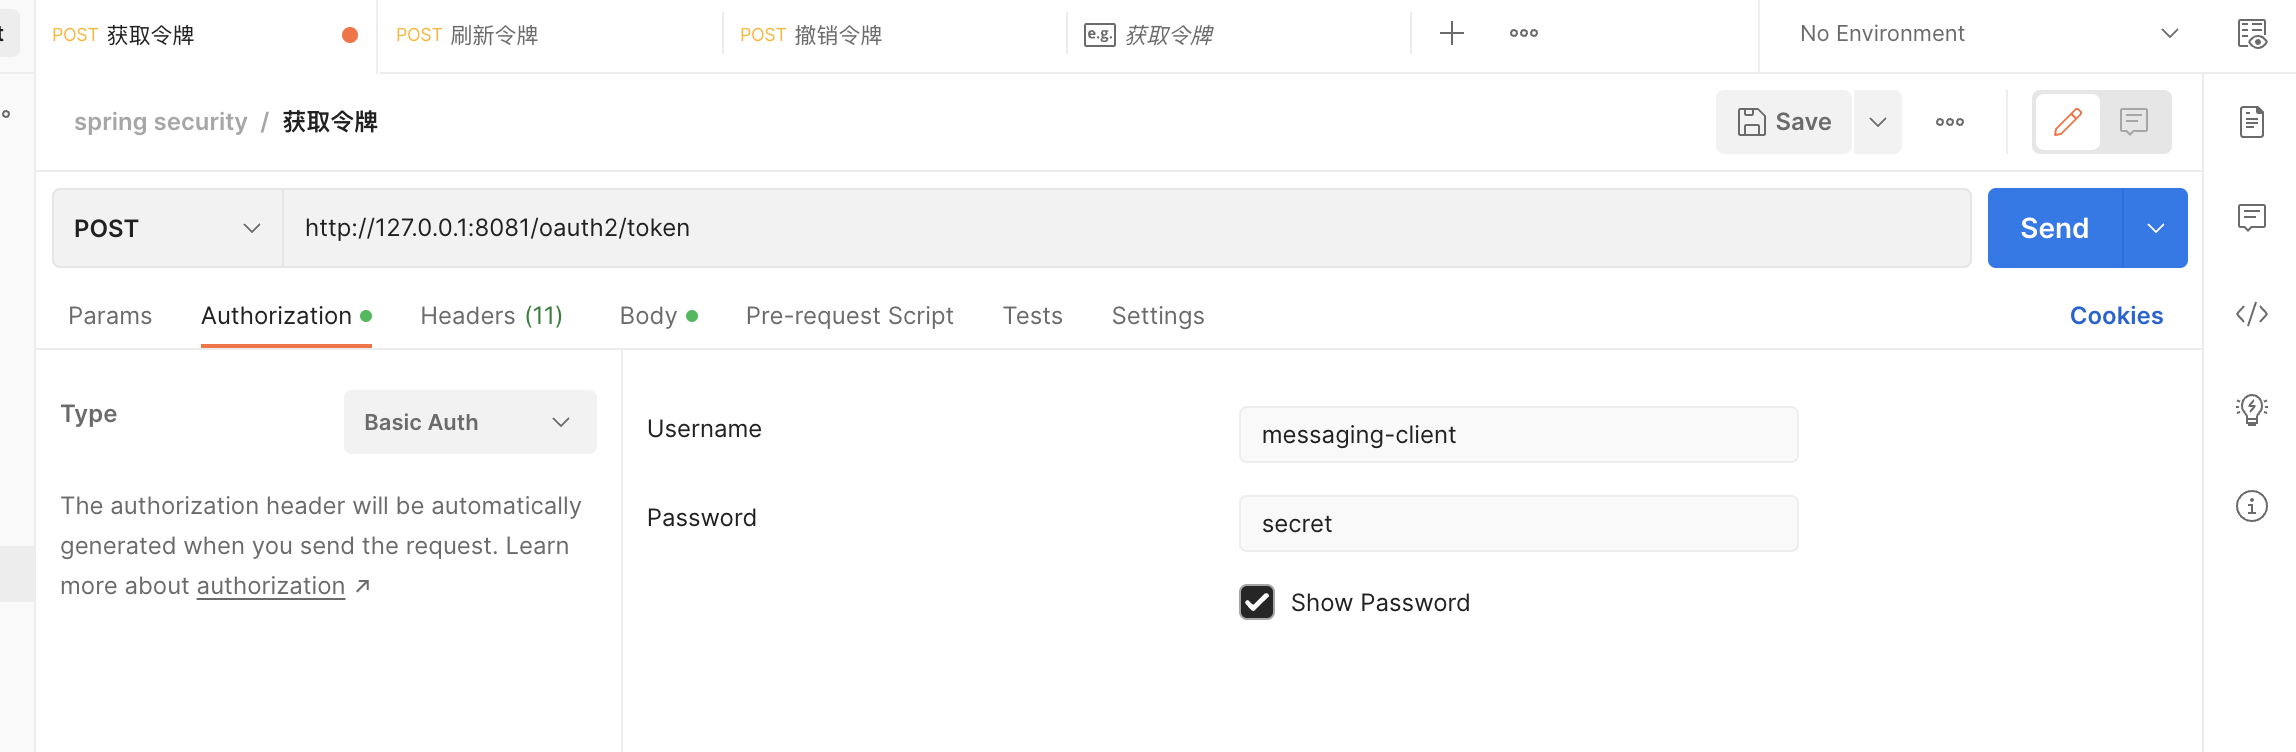 POST 获取令牌
POST 刷新令牌
POST 撤销令牌
e.g. 获取令牌
No Environment
spring security / 获取令牌
Save
POST
http://127.0.0.1:8081/oauth2/token
Send
Params
Authorization
Headers (11)
Body
Pre-request Script
Tests
Settings
Cookies
Type
Basic Auth
The authorization header will be automatically
generated when you send the request. Learn
more about authorization ↗
Username
messaging-client
Password
secret
Show Password